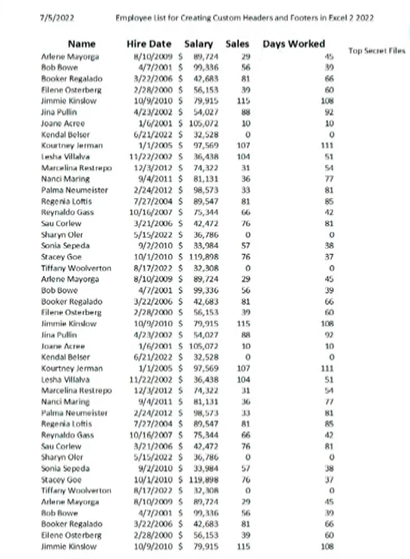 7/5/2022 Employee List for Creating Custom Headers and Footers in Excel 2 2022
Name Hire Date Salary Sales Days Worked
Top Secret Files
Arlene Mayorga 8/10/2009 $ 89,724 29 45
Bob Bowe 4/7/2001 $ 99,336 56 39
Booker Regalado 3/22/2006 $ 42,683 81 66
Eilene Osterberg 2/28/2000 $ 56,153 39 60
Jimmie Kinslow 10/9/2010 $ 79,915 115 108
Jina Pullin 4/23/2002 $ 54,027 88 92
Joane Acree 1/6/2001 $ 105,072 10 10
Kendal Belser 6/21/2022 $ 32,528 0 0
Kourtney Jerman 1/1/2005 $ 97,569 107 111
Lesha Villalva 11/22/2002 $ 36,438 104 51
Marcelina Restrepo 12/3/2012 $ 74,322 31 54
Nanci Maring 9/4/2011 $ 81,131 36 77
Palma Neumeister 2/24/2012 $ 98,573 33 81
Regenia Loftis 7/27/2004 $ 89,547 81 85
Reynaldo Gass 10/16/2007 $ 75,344 66 42
Sau Corlew 3/21/2006 $ 42,472 76 81
Sharyn Oler 5/15/2022 $ 36,786 0 0
Sonia Sepeda 9/2/2010 $ 33,984 57 38
Stacey Goe 10/1/2010 $ 119,898 76 37
Tiffany Woolverton 8/17/2022 $ 32,308 0 0
Arlene Mayorga 8/10/2009 $ 89,724 29 45
Bob Bowe 4/7/2001 $ 99,336 56 39
Booker Regalado 3/22/2006 $ 42,683 81 66
Eilene Osterberg 2/28/2000 $ 56,153 39 60
Jimmie Kinslow 10/9/2010 $ 79,915 115 108
Jina Pullin 4/23/2002 $ 54,027 88 92
Joane Acree 1/6/2001 $ 105,072 10 10
Kendal Belser 6/21/2022 $ 32,528 0 0
Kourtney Jerman 1/1/2005 $ 97,569 107 111
Lesha Villalva 11/22/2002 $ 36,438 104 51
Marcelina Restrepo 12/3/2012 $ 74,322 31 54
Nanci Maring 9/4/2011 $ 81,131 36 77
Palma Neumeister 2/24/2012 $ 98,573 33 81
Regenia Loftis 7/27/2004 $ 89,547 81 85
Reynaldo Gass 10/16/2007 $ 75,344 66 42
Sau Corlew 3/21/2006 $ 42,472 76 81
Sharyn Oler 5/15/2022 $ 36,786 0 0
Sonia Sepeda 9/2/2010 $ 33,984 57 38
Stacey Goe 10/1/2010 $ 119,898 76 37
Tiffany Woolverton 8/17/2022 $ 32,308 0 0
Arlene Mayorga 8/10/2009 $ 89,724 29 45
Bob Bowe 4/7/2001 $ 99,336 56 39
Booker Regalado 3/22/2006 $ 42,683 81 66
Eilene Osterberg 2/28/2000 $ 56,153 39 60
Jimmie Kinslow 10/9/2010 $ 79,915 115 108